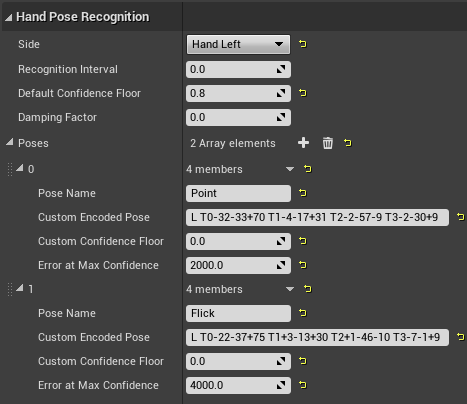 Hand Pose Recognition
Side Hand Left
Recognition Interval 0.0
Default Confidence Floor 0.8
Damping Factor 0.0
Poses 2 Array elements
0 4 members
Pose Name Point
Custom Encoded Pose L T0-32-33+70 T1-4-17+31 T2-2-57-9 T3-2-30+9
Custom Confidence Floor 0.0
Error at Max Confidence 2000.0
1 4 members
Pose Name Flick
Custom Encoded Pose L T0-22-37+75 T1+3-13+30 T2+1-46-10 T3-7-1+9
Custom Confidence Floor 0.0
Error at Max Confidence 4000.0